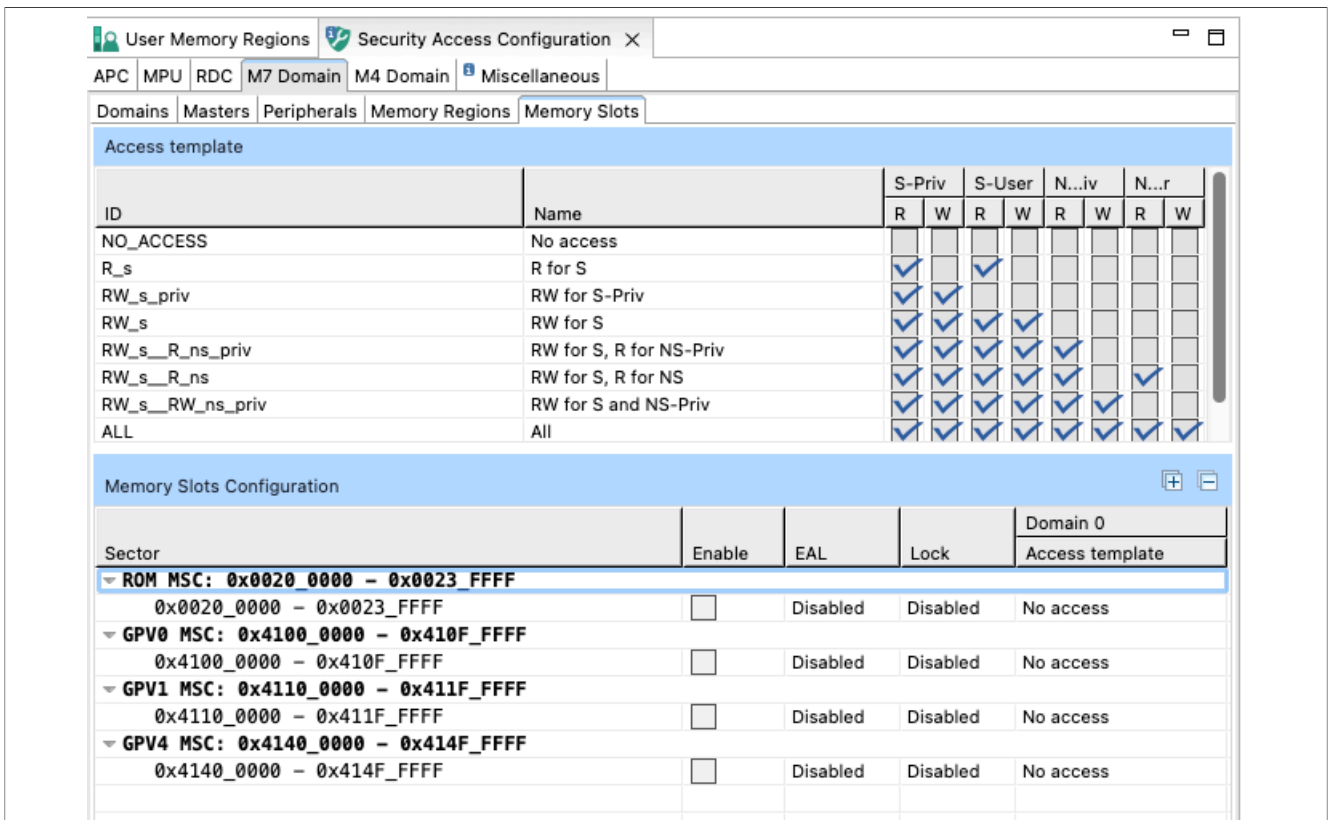 User Memory Regions Security Access Configuration
APC MPU RDC M7 Domain M4 Domain Miscellaneous
Domains Masters Peripherals Memory Regions Memory Slots
Access template
S-Priv S-User N...iv N...r
ID Name R W R W R W R W
NO_ACCESS No access
R_s R for S
RW_s_priv RW for S-Priv
RW_s RW for S
RW_s__R_ns_priv RW for S, R for NS-Priv
RW_s__R_ns RW for S, R for NS
RW_s__RW_ns_priv RW for S and NS-Priv
ALL All
Memory Slots Configuration
Domain 0
Sector Enable EAL Lock Access template
ROM MSC: 0x0020_0000 – 0x0023_FFFF
0x0020_0000 – 0x0023_FFFF Disabled Disabled No access
GPV0 MSC: 0x4100_0000 – 0x410F_FFFF
0x4100_0000 – 0x410F_FFFF Disabled Disabled No access
GPV1 MSC: 0x4110_0000 – 0x411F_FFFF
0x4110_0000 – 0x411F_FFFF Disabled Disabled No access
GPV4 MSC: 0x4140_0000 – 0x414F_FFFF
0x4140_0000 – 0x414F_FFFF Disabled Disabled No access